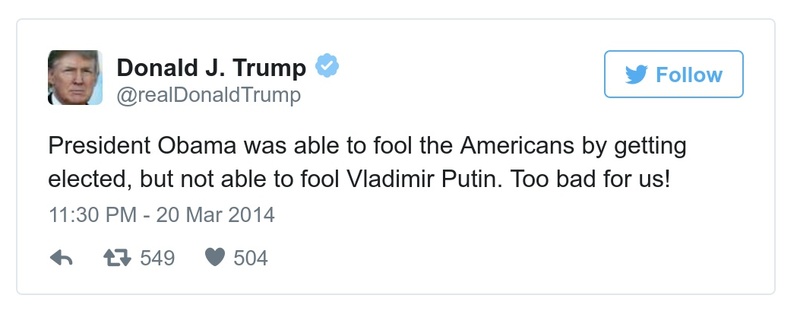 Donald J. Trump
@realDonaldTrump
Follow
President Obama was able to fool the Americans by getting
elected, but not able to fool Vladimir Putin. Too bad for us!
11:30 PM - 20 Mar 2014
549 504